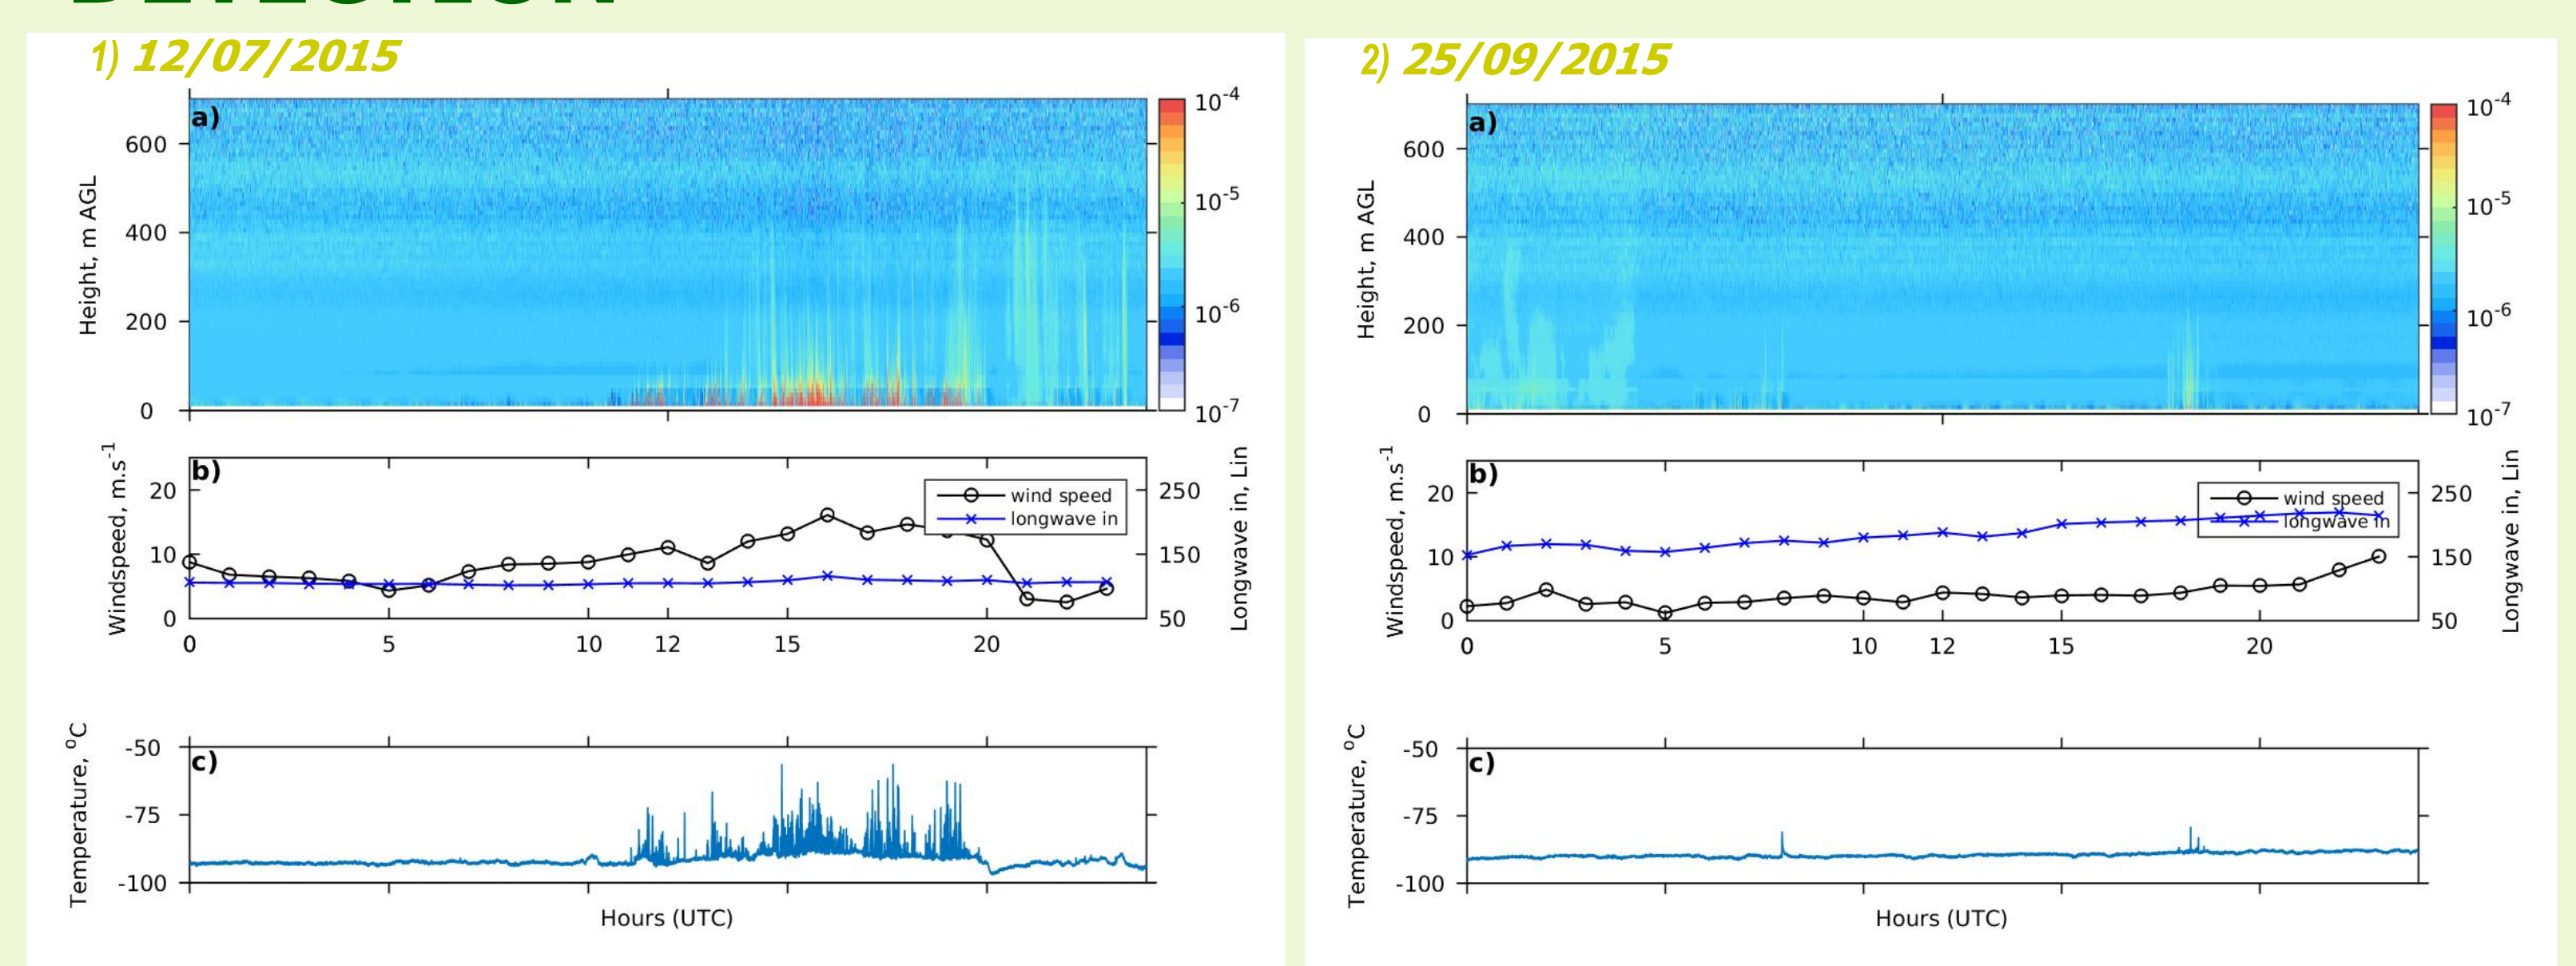 1) 12/07/2015
a)
Height, m AGL
600
400
200
0
10-4
10-5
10-6
10-7
b)
Windspeed, m.s-1
20
10
0
wind speed
longwave in
250
150
50
Longwave in, Lin
0 5 10 12 15 20
c)
Temperature, oC
-50
-75
-100
Hours (UTC)
2) 25/09/2015
a)
Height, m AGL
600
400
200
0
10-4
10-5
10-6
10-7
b)
Windspeed, m.s-1
20
10
0
wind speed
longwave in
250
150
50
Longwave in, Lin
0 5 10 12 15 20
c)
Temperature, oC
-50
-75
-100
Hours (UTC)